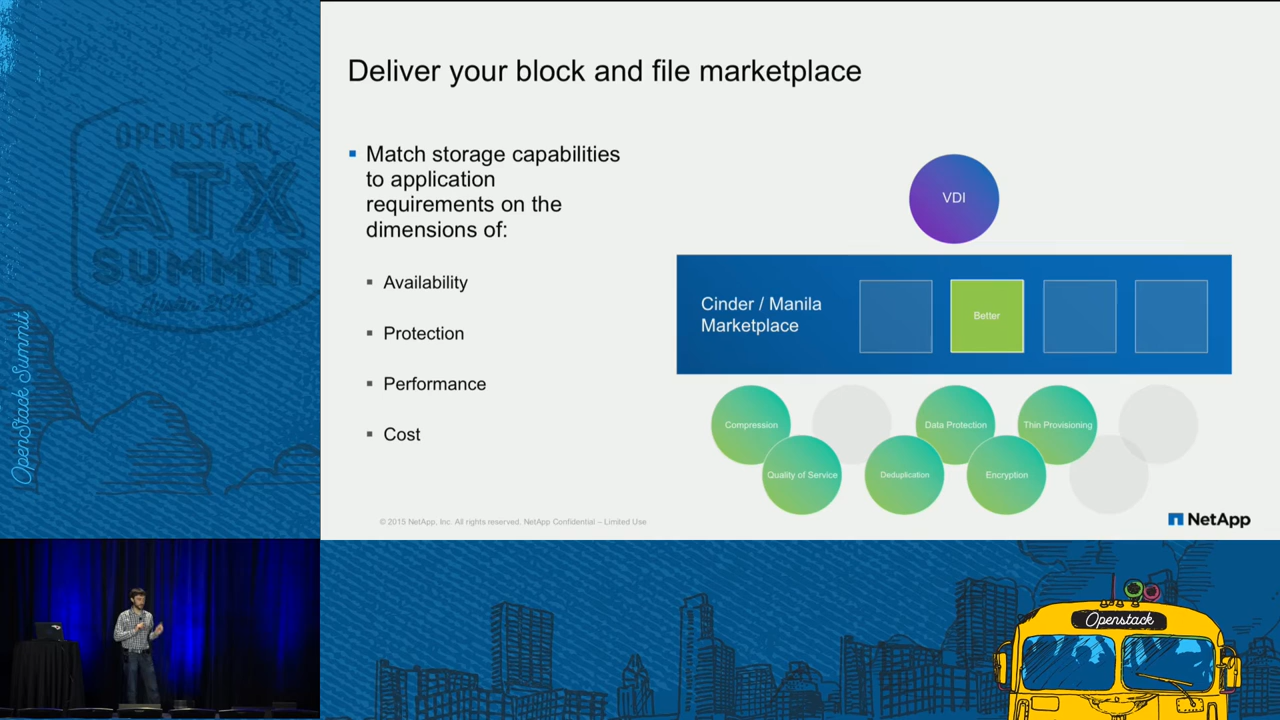 OPENSTACK
ATX
SUMMIT
OpenStack Summit
Deliver your block and file marketplace
Match storage capabilities
to application
requirements on the
dimensions of:
Availability
Protection
Performance
Cost
VDI
Cinder / Manila
Marketplace
Better
Compression
Data Protection
Thin Provisioning
Quality of Service
Deduplication
Encryption
© 2015 NetApp, Inc. All rights reserved. NetApp Confidential – Limited Use
NetApp
Openstack